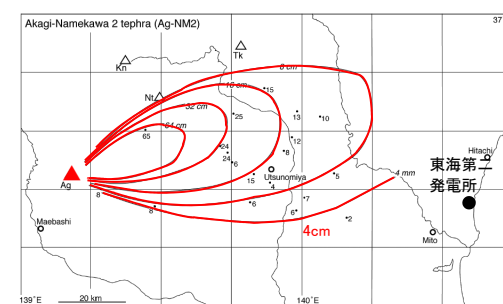 Akagi-Namekawa 2 tephra (Ag-NM2)
37
Tk
Kn
8 cm
16 cm
15
Nt
32 cm
25
13
10
64 cm
65
12
24
24
6
8
Hitachi
東海第二
発電所
Utsunomiya
15
4
5
4 mm
Ag
8
8
6
7
6
2
4cm
Maebashi
Mito
139°E
20 km
140°E